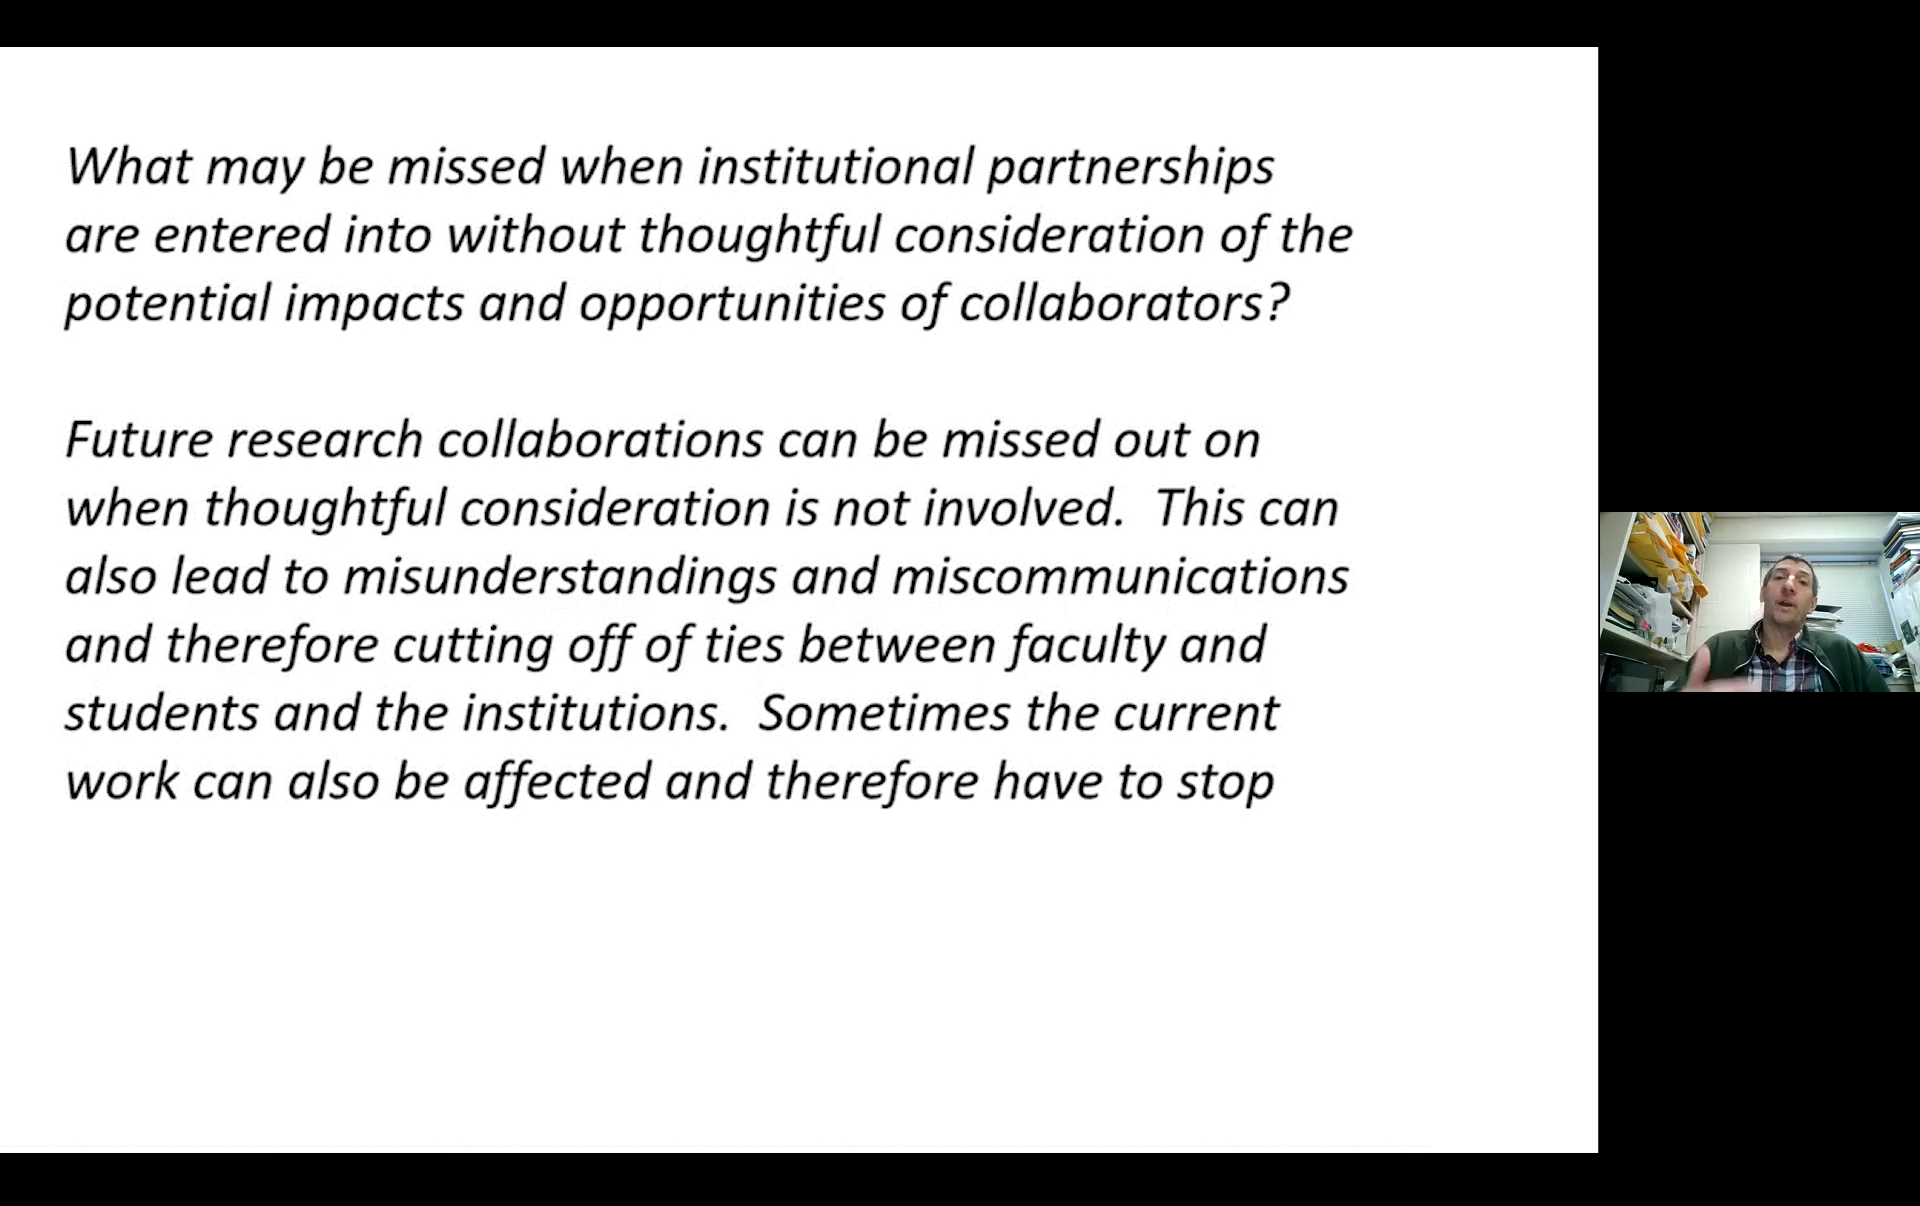 What may be missed when institutional partnerships
are entered into without thoughtful consideration of the
potential impacts and opportunities of collaborators?
Future research collaborations can be missed out on
when thoughtful consideration is not involved.  This can
also lead to misunderstandings and miscommunications
and therefore cutting off of ties between faculty and
students and the institutions.  Sometimes the current
work can also be affected and therefore have to stop